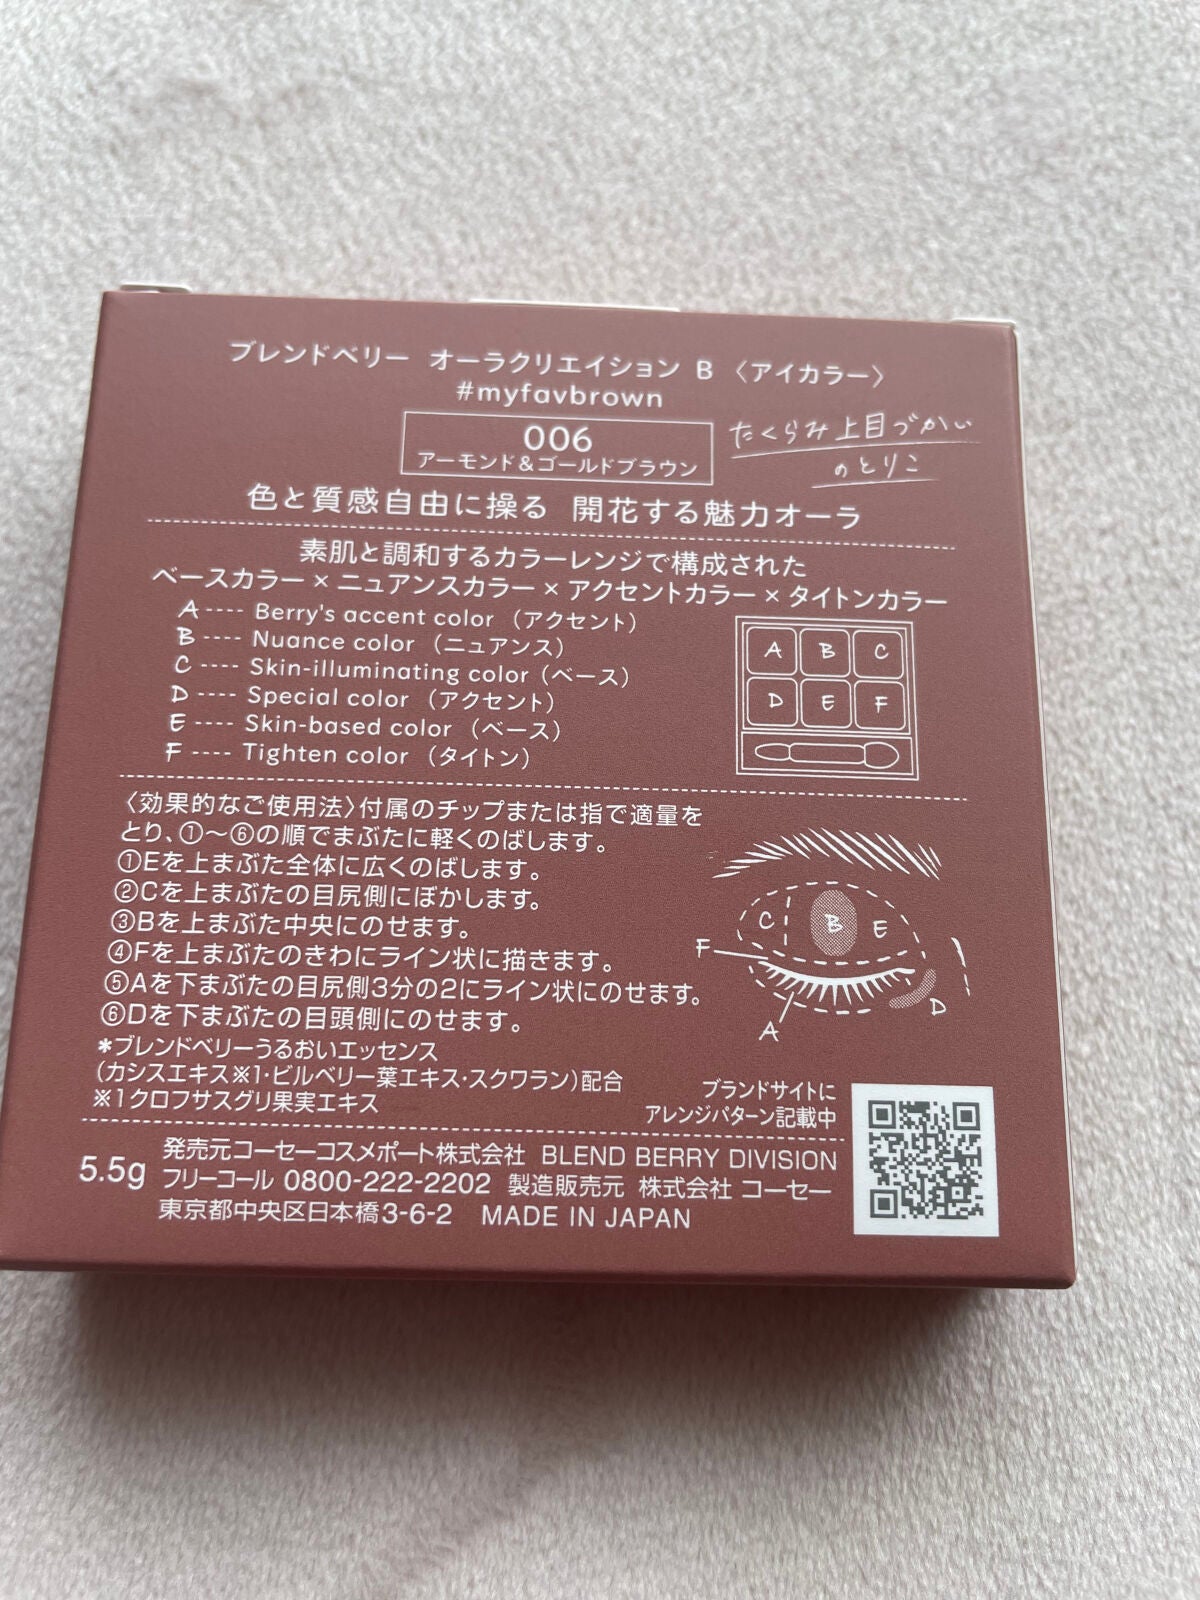 ブレンドベリー オーラクリエイション B 〈アイカラー〉
#myfavbrown
006
アーモンド&ゴールドブラウン
たくらみ上目づかい
のとりこ
色と質感自由に操る 開花する魅力オーラ
素肌と調和するカラーレンジで構成された
ベースカラー×ニュアンスカラー×アクセントカラー×タイトンカラー
A ---- Berry's accent color (アクセント)
B ---- Nuance color (ニュアンス)
C ---- Skin-illuminating color (ベース)
D ---- Special color (アクセント)
E ---- Skin-based color (ベース)
F ---- Tighten color (タイトン)
A B C
D E F
〈効果的なご使用法〉付属のチップまたは指で適量を
とり、①〜⑥の順でまぶたに軽くのばします。
①Eを上まぶた全体に広くのばします。
②Cを上まぶたの目尻側にぼかします。
③Bを上まぶた中央にのせます。
④Fを上まぶたのきわにライン状に描きます。
⑤Aを下まぶたの目尻側3分の2にライン状にのせます。
⑥Dを下まぶたの目頭側にのせます。
C B E
F
D
A
*ブレンドベリーうるおいエッセンス
(カシスエキス※1・ビルベリー葉エキス・スクワラン)配合
※1クロフサスグリ果実エキス
ブランドサイトに
アレンジパターン記載中
5.5g
発売元コーセーコスメポート株式会社 BLEND BERRY DIVISION
フリーコール 0800-222-2202 製造販売元 株式会社 コーセー
東京都中央区日本橋3-6-2 MADE IN JAPAN